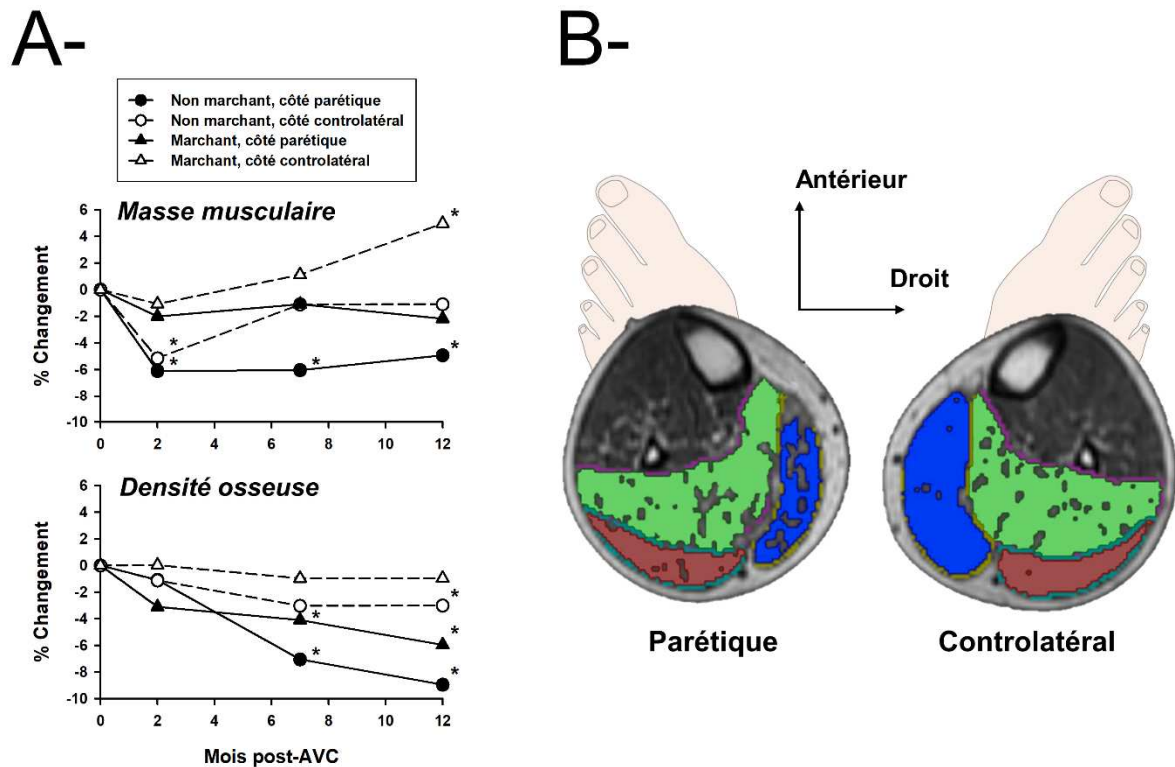 A-
Non marchant, côté parétique
Non marchant, côté controlatéral
Marchant, côté parétique
Marchant, côté controlatéral
Masse musculaire
% Changement
6
4
2
0
-2
-4
-6
-8
-10
*
*
*
*
*
0 2 4 6 8 10 12
Densité osseuse
% Changement
6
4
2
0
-2
-4
-6
-8
-10
*
*
*
*
*
0 2 4 6 8 10 12
Mois post-AVC
B-
Antérieur
Droit
Parétique
Controlatéral